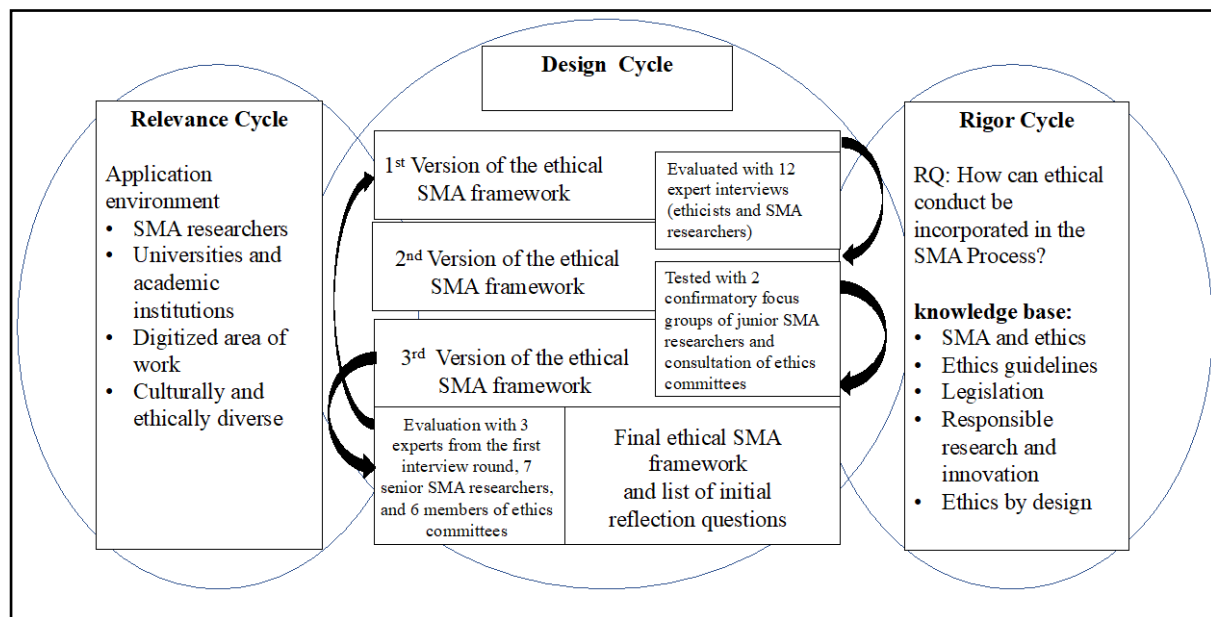 Relevance Cycle
Application
environment
• SMA researchers
• Universities and
academic
institutions
• Digitized area of
work
• Culturally and
ethically diverse
Design Cycle
1st Version of the ethical
SMA framework
Evaluated with 12
expert interviews
(ethicists and SMA
researchers)
2nd Version of the ethical
SMA framework
Tested with 2
confirmatory focus
groups of junior SMA
researchers and
consultation of ethics
committees
3rd Version of the ethical
SMA framework
Evaluation with 3
experts from the first
interview round, 7
senior SMA researchers,
and 6 members of ethics
committees
Final ethical SMA
framework
and list of initial
reflection questions
Rigor Cycle
RQ: How can ethical
conduct be
incorporated in the
SMA Process?
knowledge base:
• SMA and ethics
• Ethics guidelines
• Legislation
• Responsible
research and
innovation
• Ethics by design